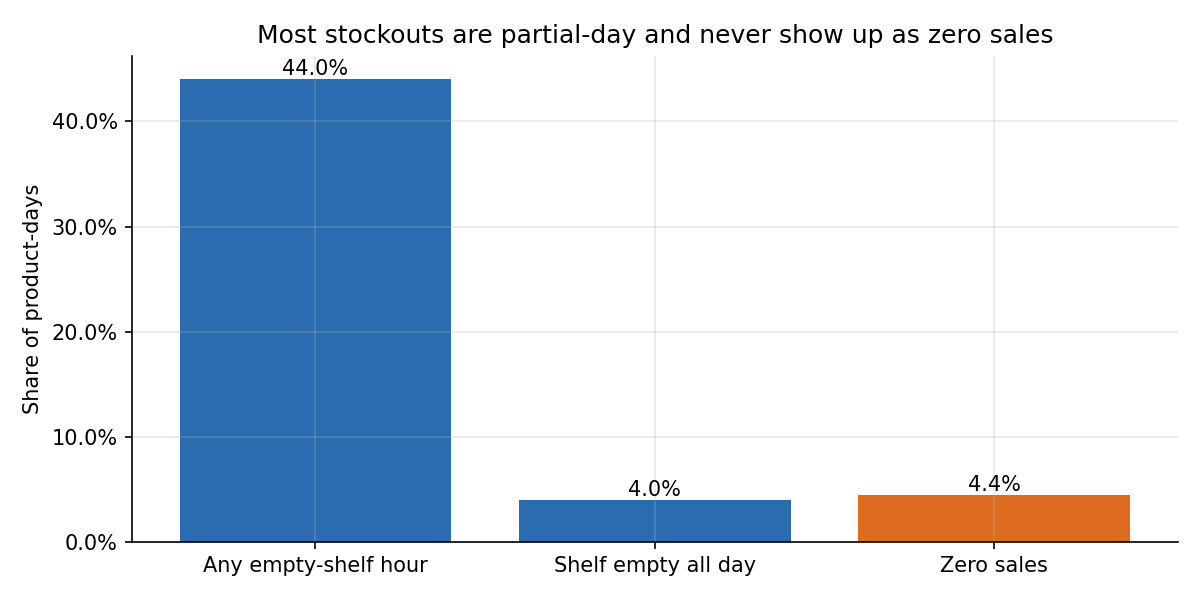 Most stockouts are partial-day and never show up as zero sales
Share of product-days
40.0%
30.0%
20.0%
10.0%
0.0%
44.0%
4.0%
4.4%
Any empty-shelf hour
Shelf empty all day
Zero sales